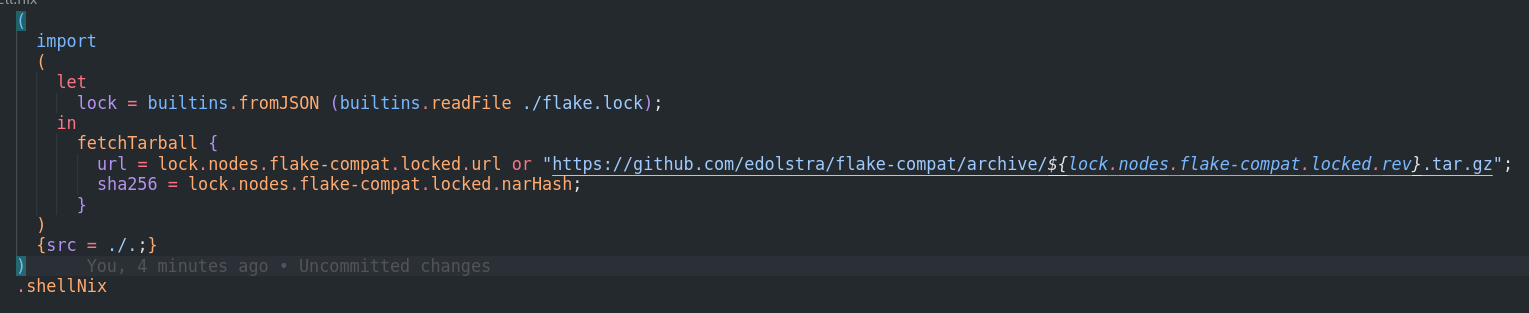 (
import
(
let
lock = builtins.fromJSON (builtins.readFile ./flake.lock);
in
fetchTarball {
url = lock.nodes.flake-compat.locked.url or "https://github.com/edolstra/flake-compat/archive/${lock.nodes.flake-compat.locked.rev}.tar.gz";
sha256 = lock.nodes.flake-compat.locked.narHash;
}
)
{src = ./.;}
) You, 4 minutes ago • Uncommitted changes
.shellNix